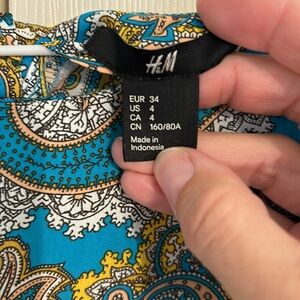 H&M
EUR 34
US 4
CA 4
CN 160/80A
Made in
Indonesia